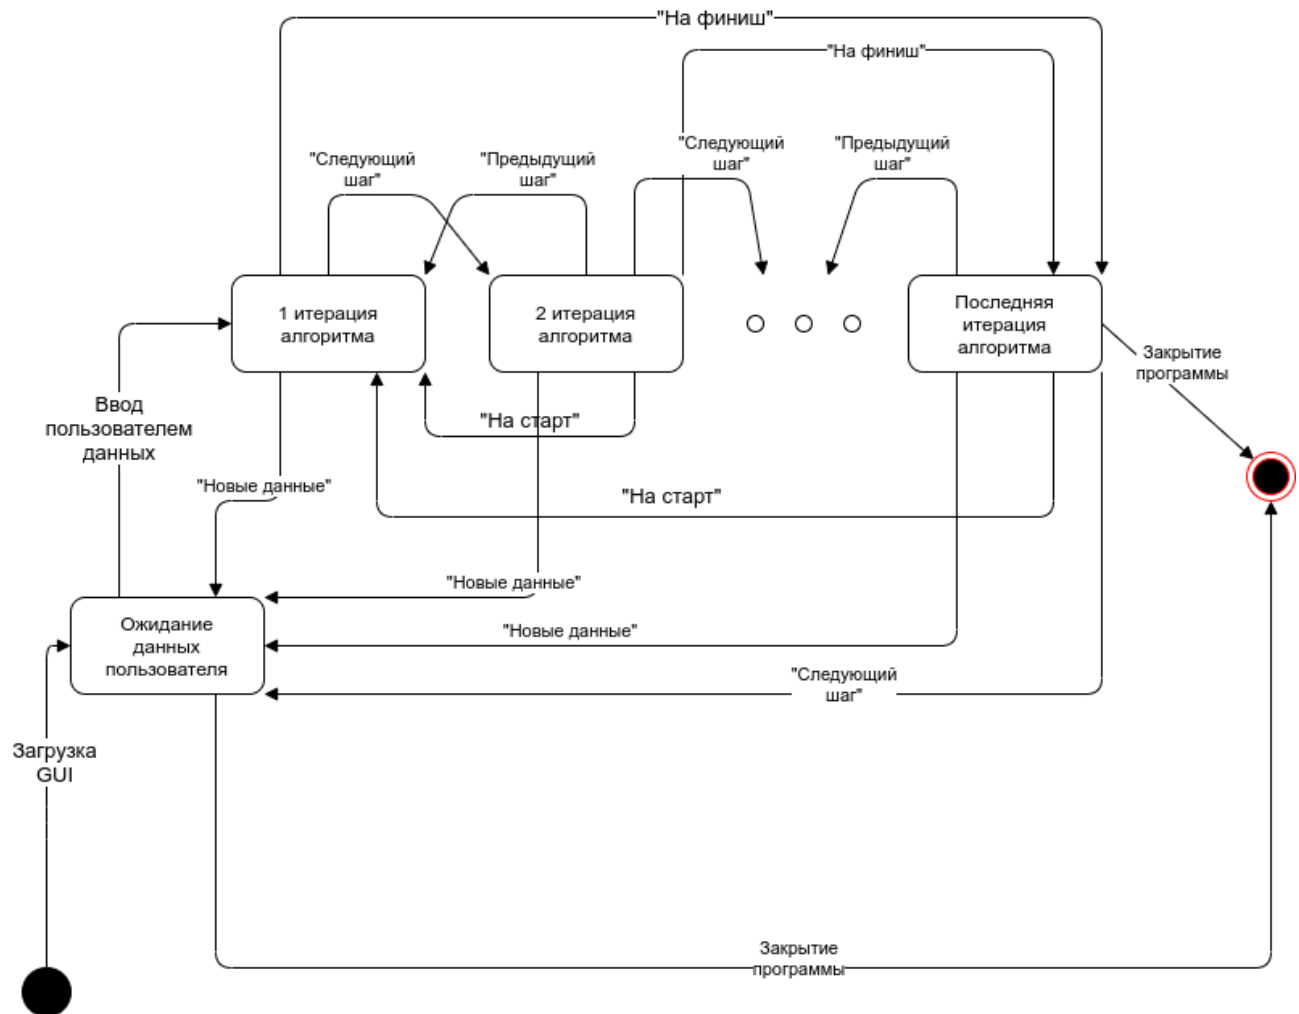 "На финиш"
"На финиш"
"Следующий
шаг"
"Предыдущий
шаг"
"Следующий
шаг"
"Предыдущий
шаг"
1 итерация
алгоритма
2 итерация
алгоритма
Последняя
итерация
алгоритма
Закрытие
программы
Ввод
пользователем
данных
"На старт"
"Новые данные"
"На старт"
"Новые данные"
Ожидание
данных
пользователя
"Новые данные"
"Следующий
шаг"
Загрузка
GUI
Закрытие
программы